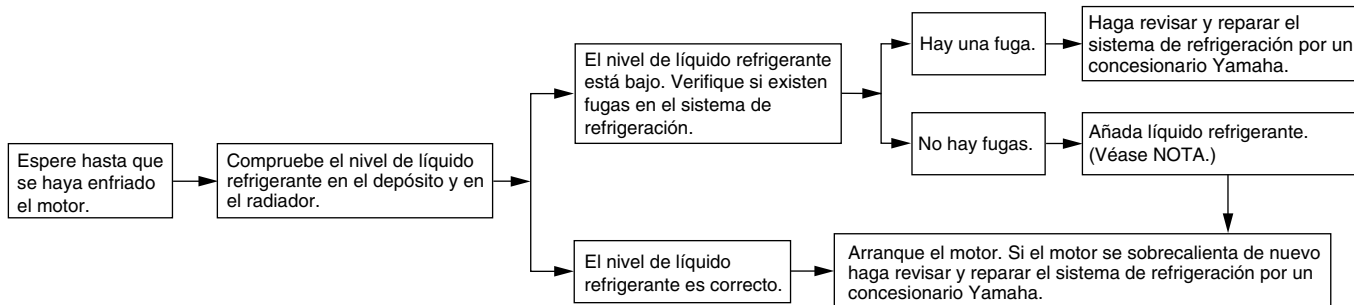 Espere hasta que
se haya enfriado
el motor.
Compruebe el nivel de líquido
refrigerante en el depósito y en
el radiador.
El nivel de líquido refrigerante
está bajo. Verifique si existen
fugas en el sistema de
refrigeración.
Hay una fuga.
Haga revisar y reparar el
sistema de refrigeración por un
concesionario Yamaha.
No hay fugas.
Añada líquido refrigerante.
(Véase NOTA.)
El nivel de líquido
refrigerante es correcto.
Arranque el motor. Si el motor se sobrecalienta de nuevo
haga revisar y reparar el sistema de refrigeración por un
concesionario Yamaha.